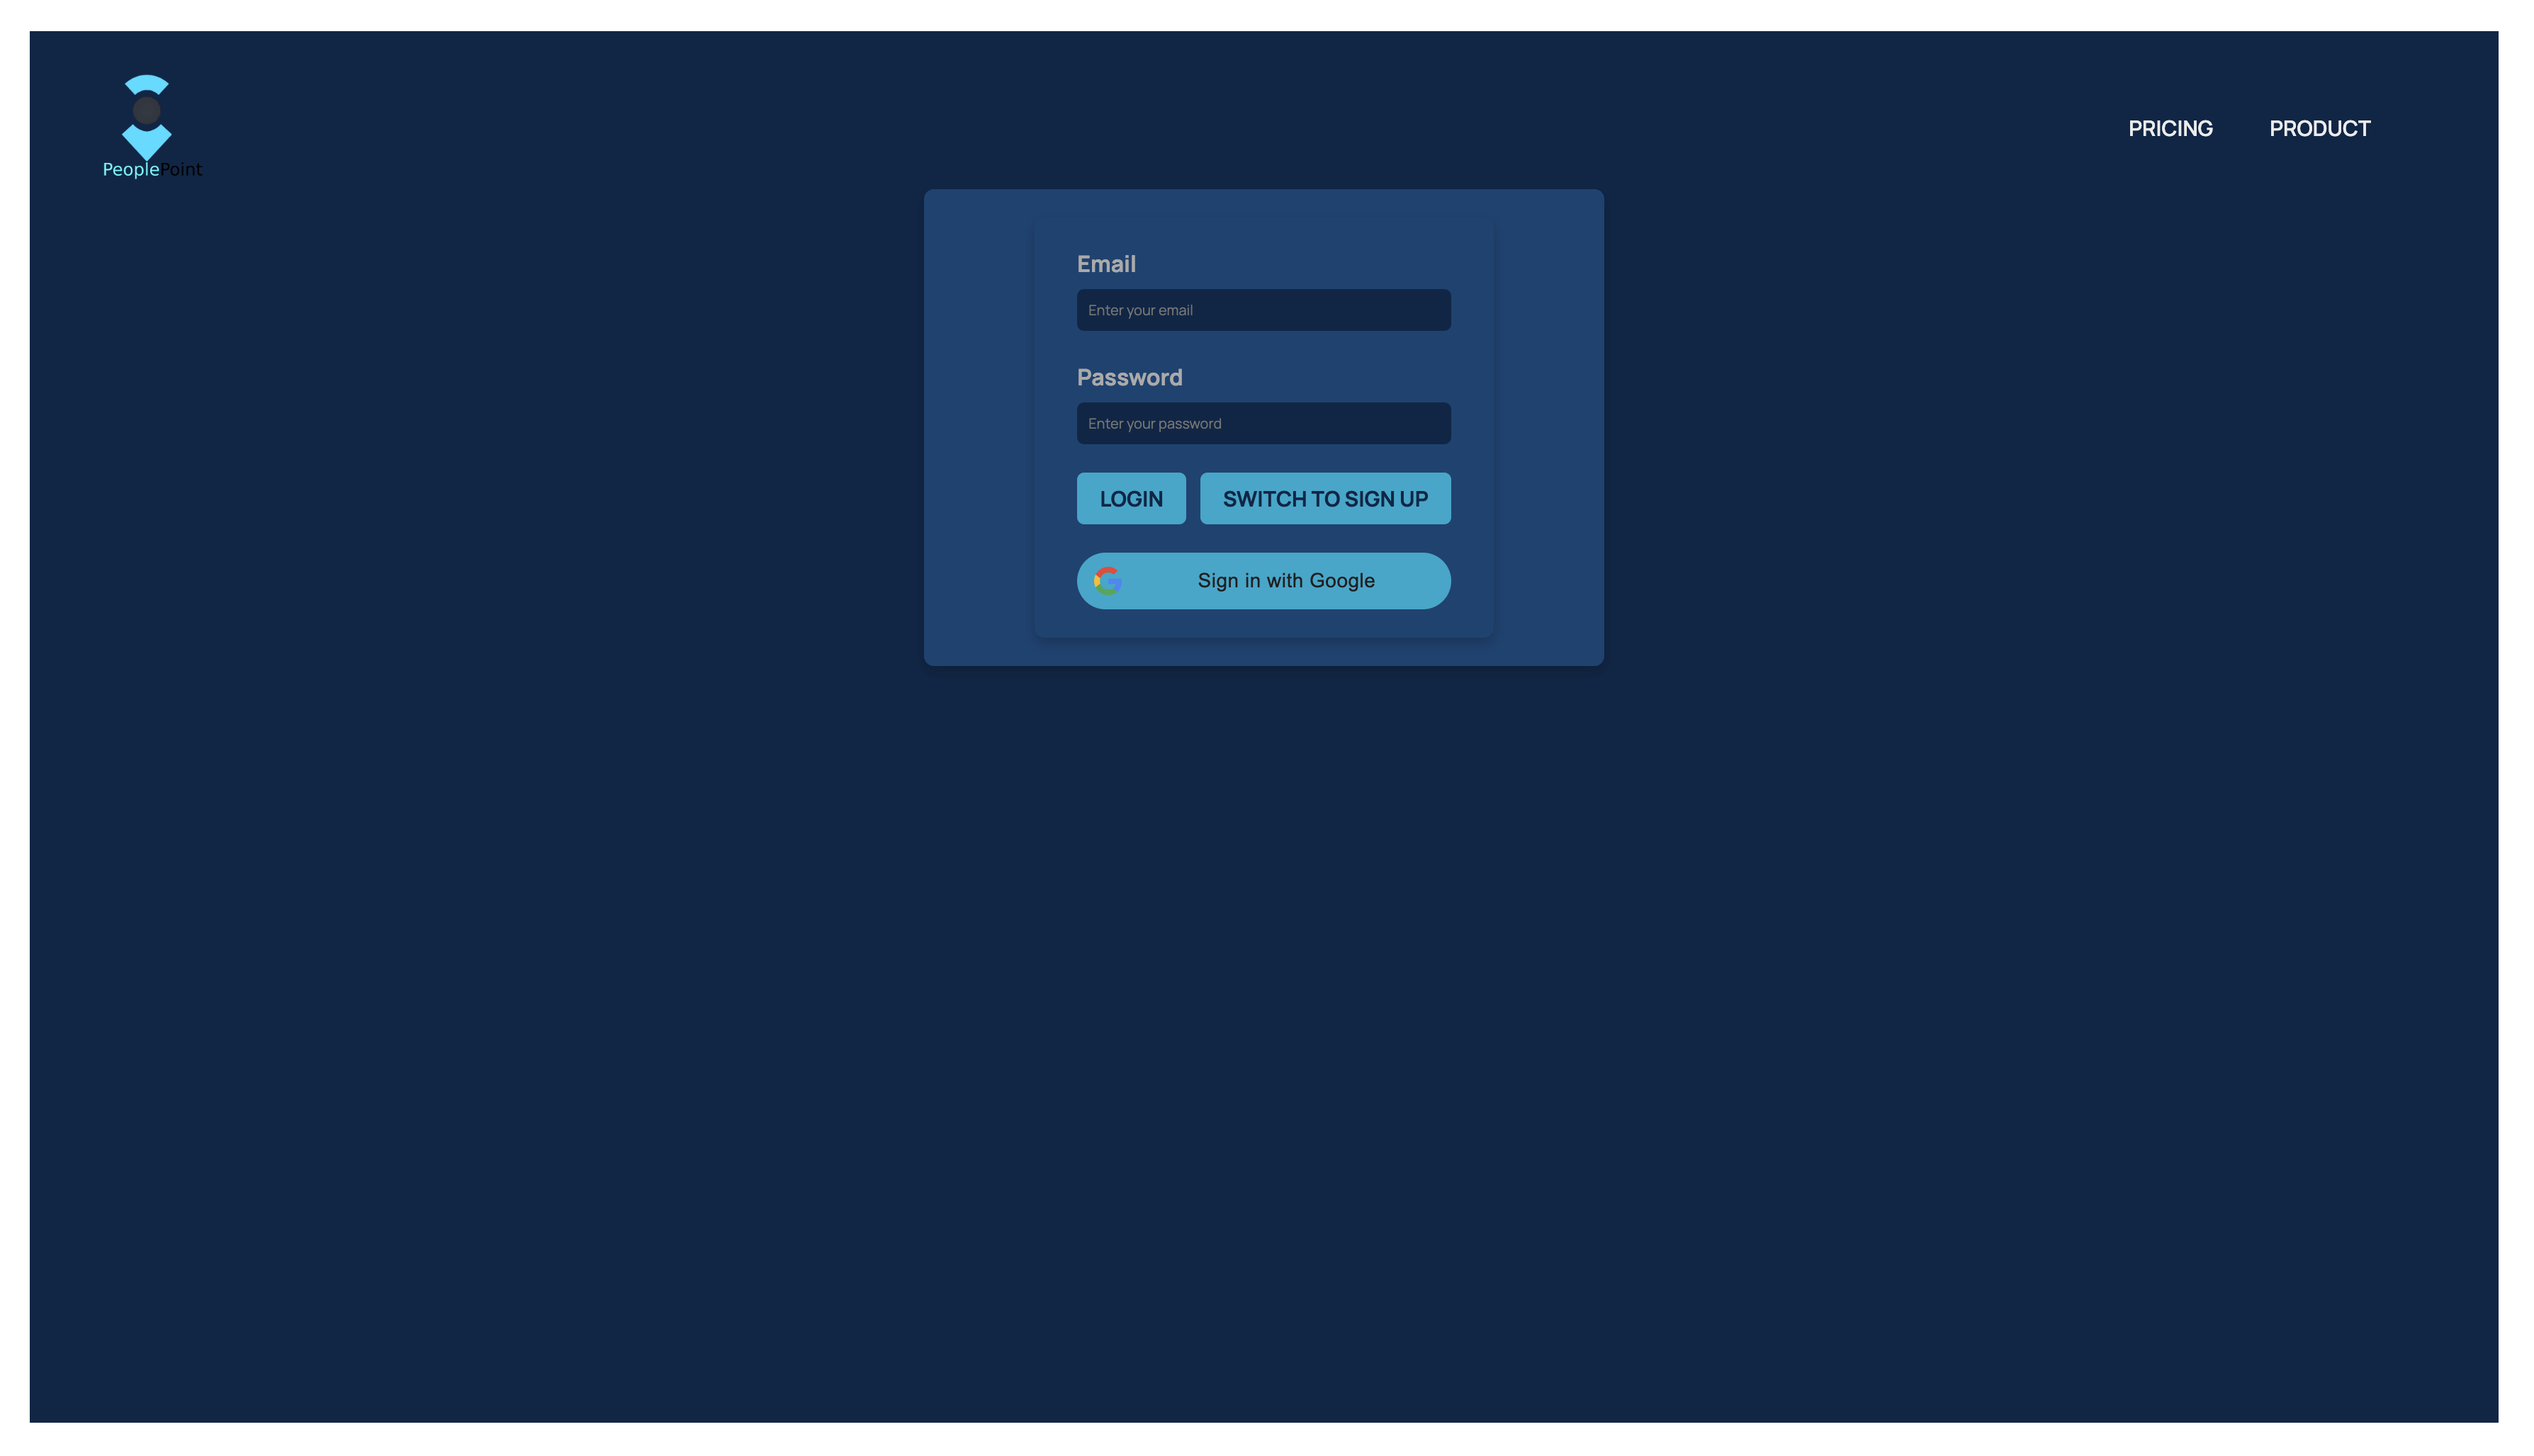 PeoplePoint
PRICING PRODUCT
Email
Enter your email
Password
Enter your password
LOGIN SWITCH TO SIGN UP
Sign in with Google